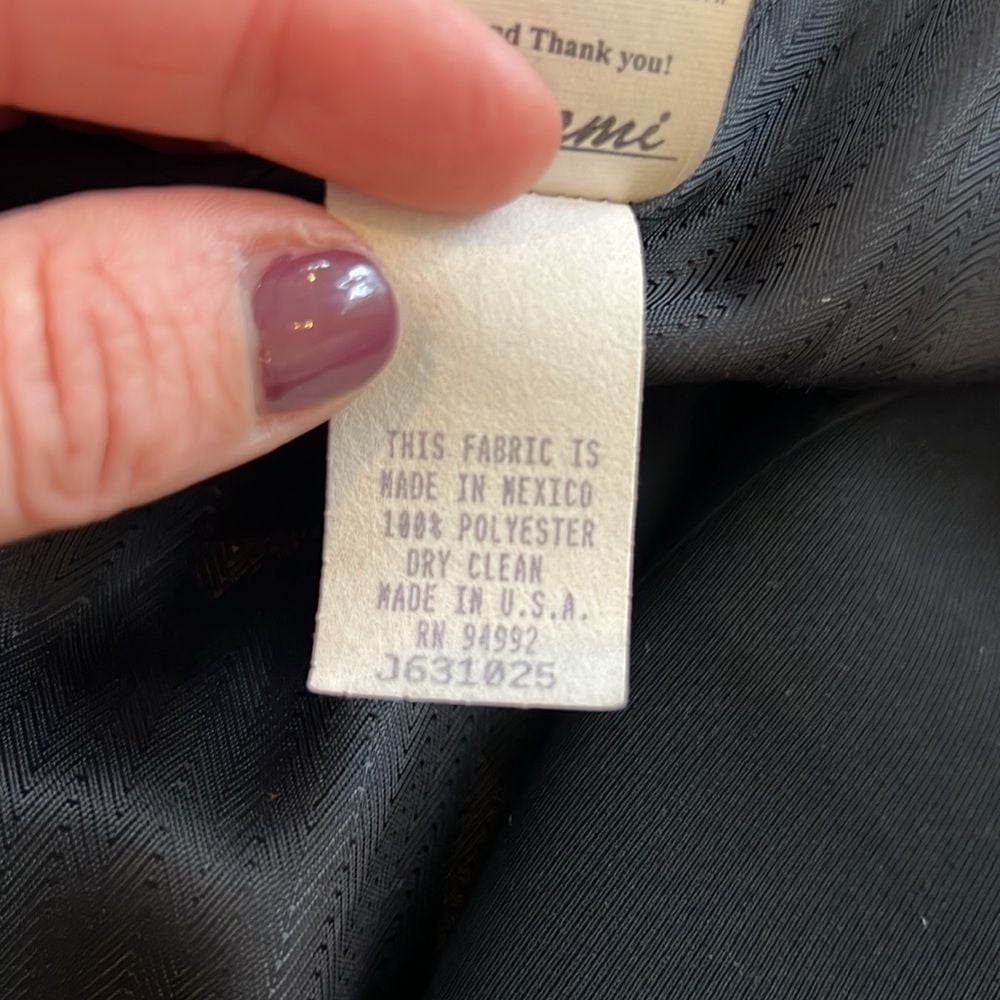 Thank you!
THIS FABRIC IS
MADE IN MEXICO
100% POLYESTER
DRY CLEAN
MADE IN U.S.A.
RN 94992
J631025